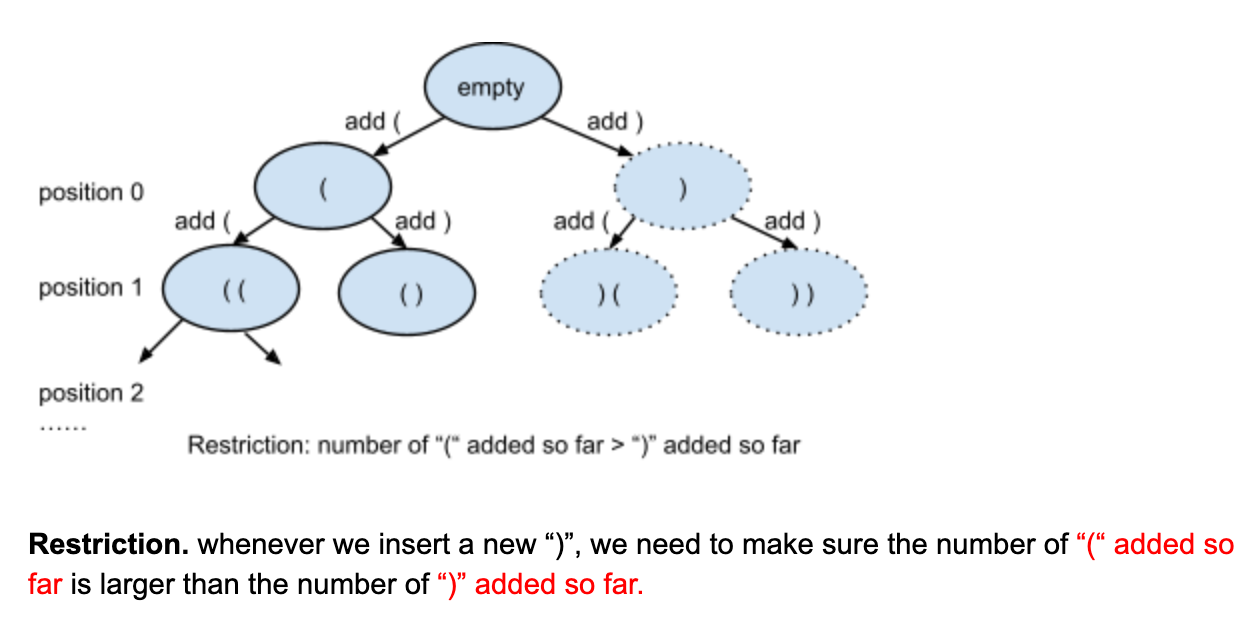 empty
add ( add )
( )
position 0
add ( add ) add ( add )
( ( ( ) ) ( ) )
position 1
position 2
......
Restriction: number of “(“ added so far > “)” added so far
Restriction. whenever we insert a new “)”, we need to make sure the number of “(“ added so
far is larger than the number of “)” added so far.